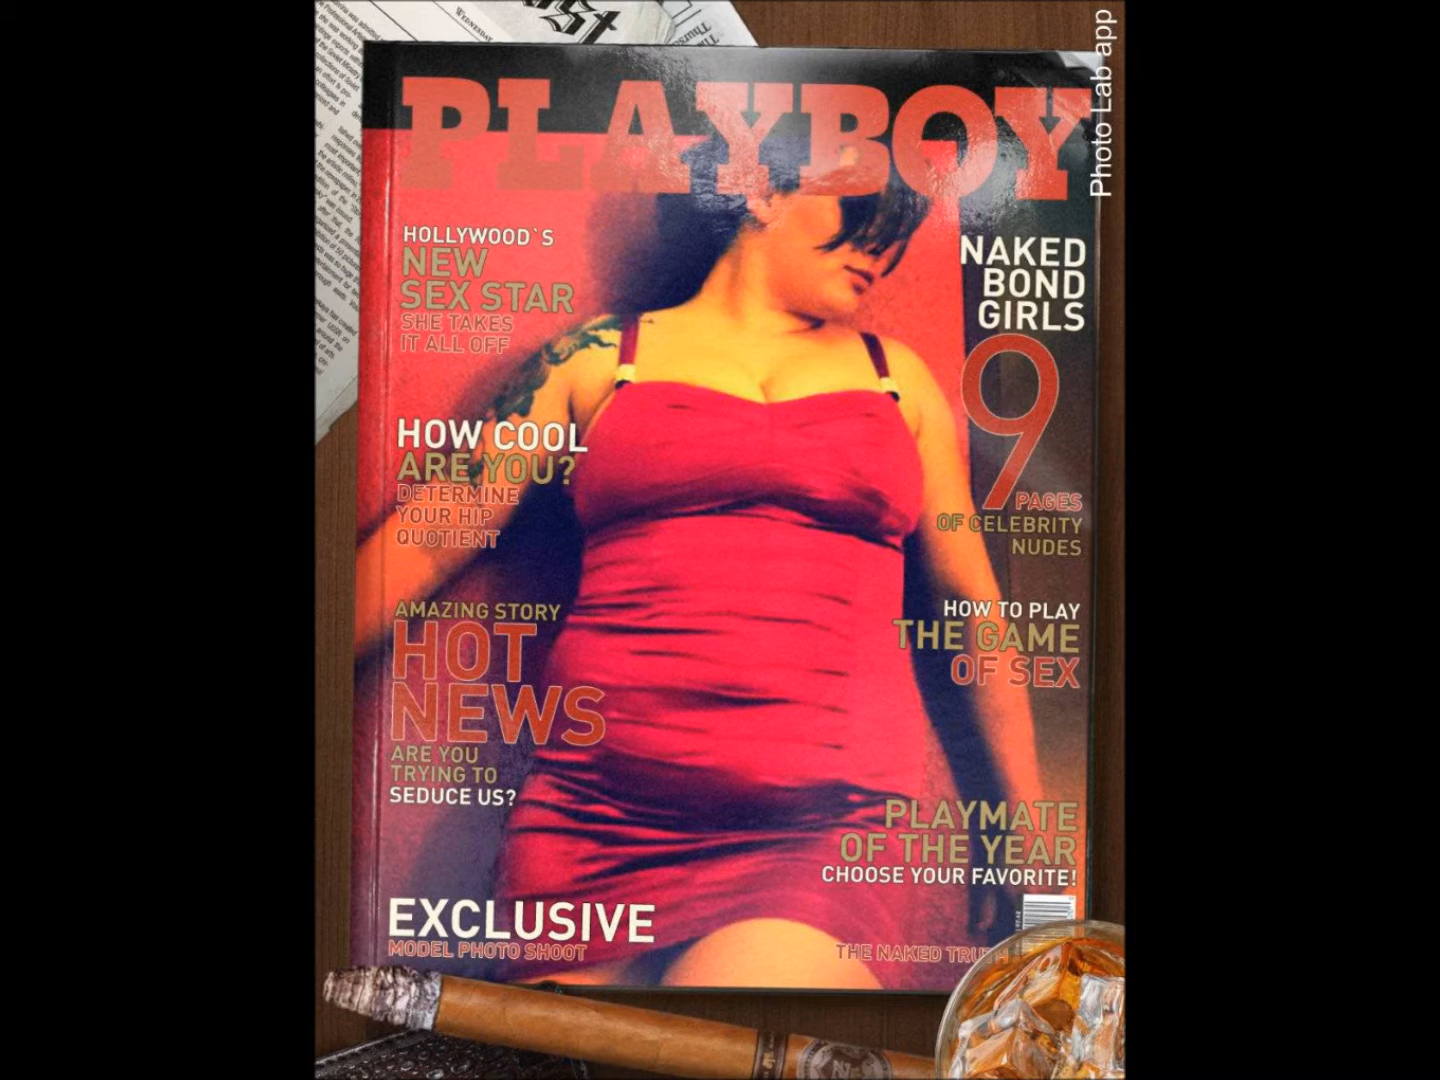 WEDNESDAY
Photo Lab app
PLAYBOY
HOLLYWOOD`S
NEW
SEX STAR
SHE TAKES
IT ALL OFF
HOW COOL
ARE YOU?
DETERMINE
YOUR HIP
QUOTIENT
AMAZING STORY
HOT
NEWS
ARE YOU
TRYING TO
SEDUCE US?
EXCLUSIVE
MODEL PHOTO SHOOT
NAKED
BOND
GIRLS
9
PAGES
OF CELEBRITY
NUDES
HOW TO PLAY
THE GAME
OF SEX
PLAYMATE
OF THE YEAR
CHOOSE YOUR FAVORITE!
THE NAKED TRUTH